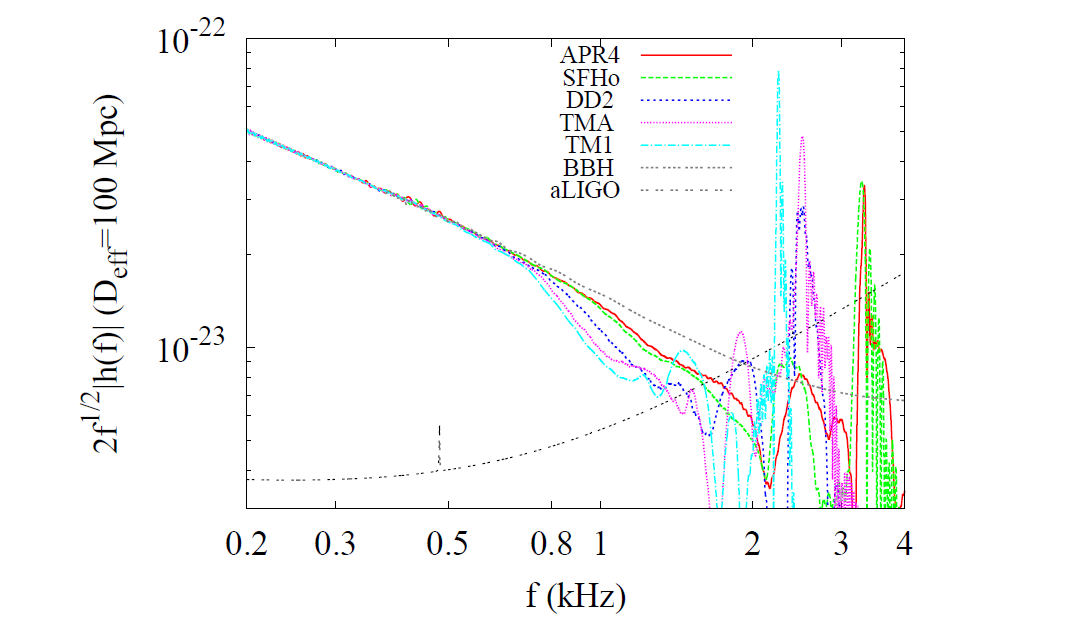 10^-22
10^-23
2f^1/2|h(f)| (D_eff=100 Mpc)
APR4
SFHo
DD2
TMA
TM1
BBH
aLIGO
0.2 0.3 0.5 0.8 1 2 3 4
f (kHz)